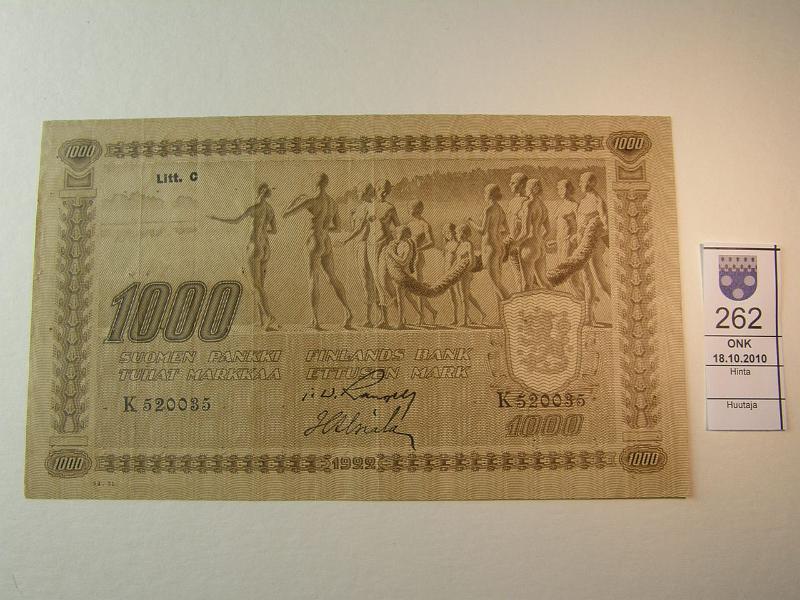 1000
1000
Litt. C
1000
SUOMEN PANKKI
TUHAT MARKKAA
FINLANDS BANK
ETTUSEN MARK
K 520035
K 520035
1000
1000
1922
1000
262
ONK
18.10.2010
Hinta
Huutaja